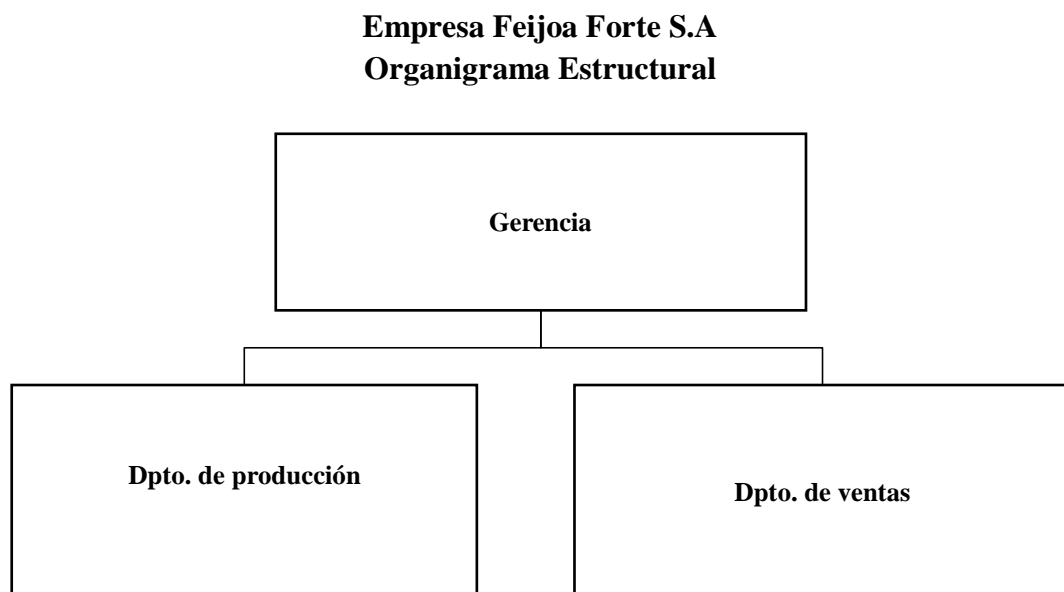 Empresa Feijoa Forte S.A
Organigrama Estructural
Gerencia
Dpto. de producción
Dpto. de ventas